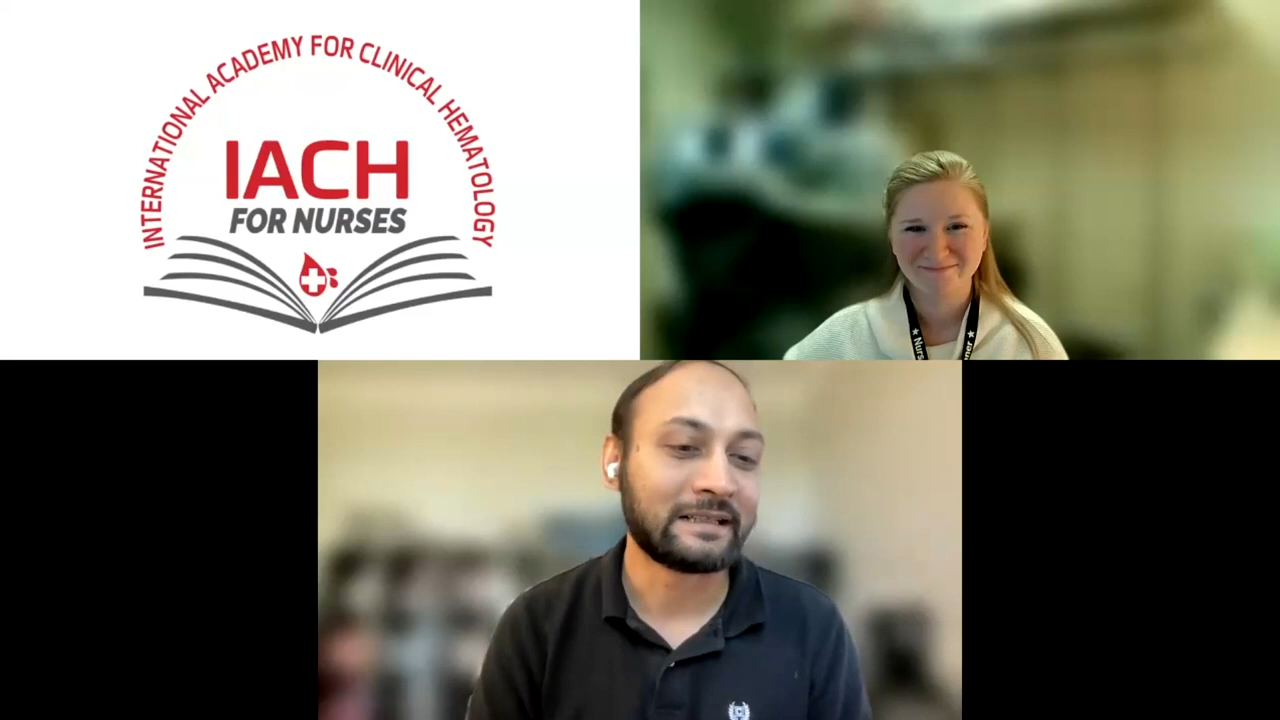 INTERNATIONAL ACADEMY FOR CLINICAL HEMATOLOGY
IACH
FOR NURSES